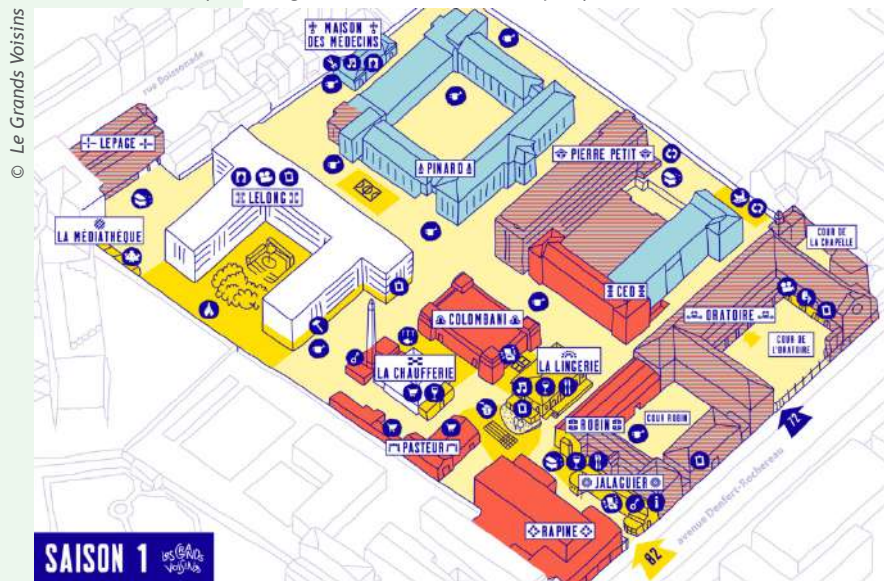 © Le Grands Voisins
MAISON
DES MÉDECINS
rue Boissonade
LEPAGE
PINARD
PIERRE PETIT
LELONG
LA MÉDIATHÈQUE
COUR DE
LA CHAPELLE
CED
COLOMBANI
ORATOIRE
COUR DE
L'ORATOIRE
LA CHAUFFERIE
LA LINGERIE
ROBIN
COUR ROBIN
PASTEUR
72
JALAGUIER
avenue Denfert-Rochereau
RAPINE
82
SAISON 1
LES GRANDS
VOISINS